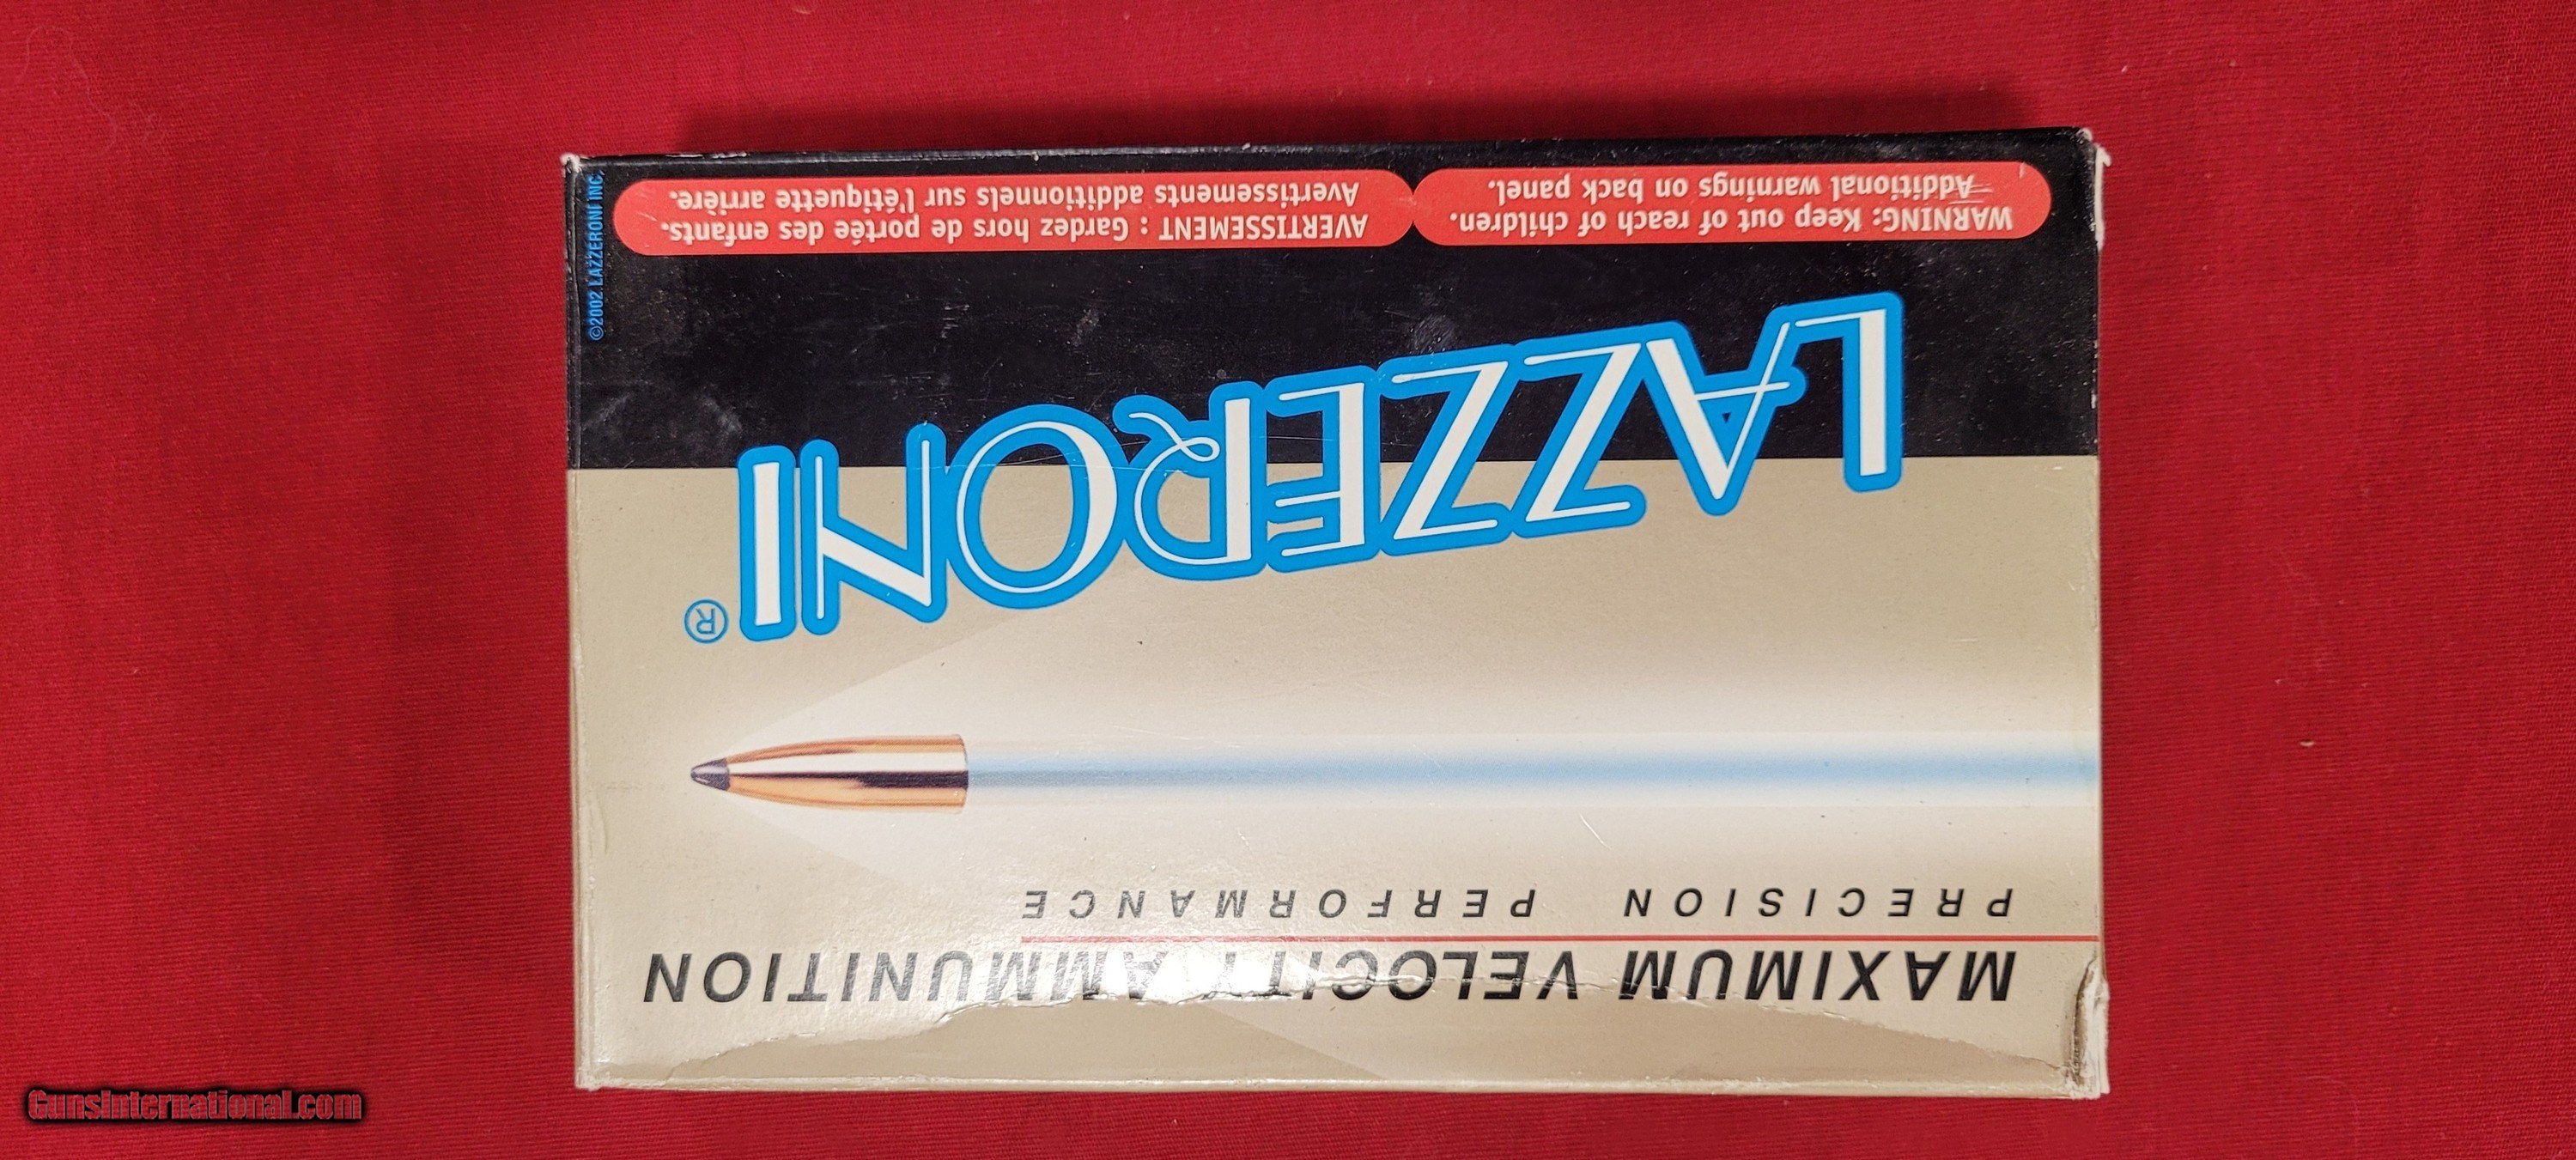 MAXIMUM VELOCITY AMMUNITION
PRECISION PERFORMANCE
LAZZERONI®
WARNING: Keep out of reach of children.
Additional warnings on back panel.
AVERTISSEMENT : Gardez hors de portée des enfants.
Avertissements additionnels sur l'étiquette arrière.
©2002 LAZZERONI INC.
GunsInternational.com